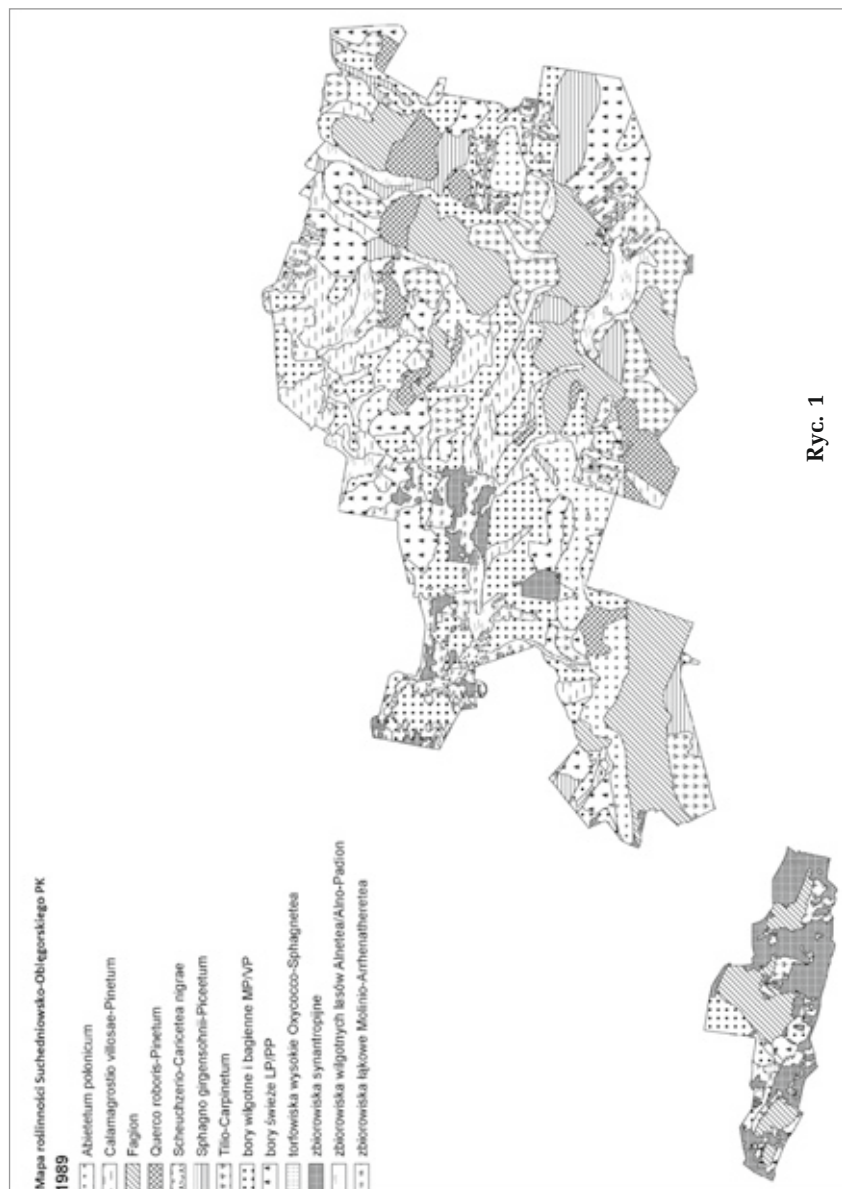 Mapa roślinności Suchedniowsko-Oblęgorskiego PK
1989
Abietetum polonicum
Calamagrostio villosae-Pinetum
Fagion
Querco roboris-Pinetum
Scheuchzerio-Caricetea nigrae
Sphagno girgensohnii-Piceetum
Tilio-Carpinetum
bory wilgotne i bagienne MP/VP
bory świeże LP/PP
torfowiska wysokie Oxycocco-Sphagnetea
zbiorowiska synantropijne
zbiorowiska wilgotnych lasów Alnetea/Alno-Padion
zbiorowiska łąkowe Molinio-Arrhenatheretea
Ryc. 1